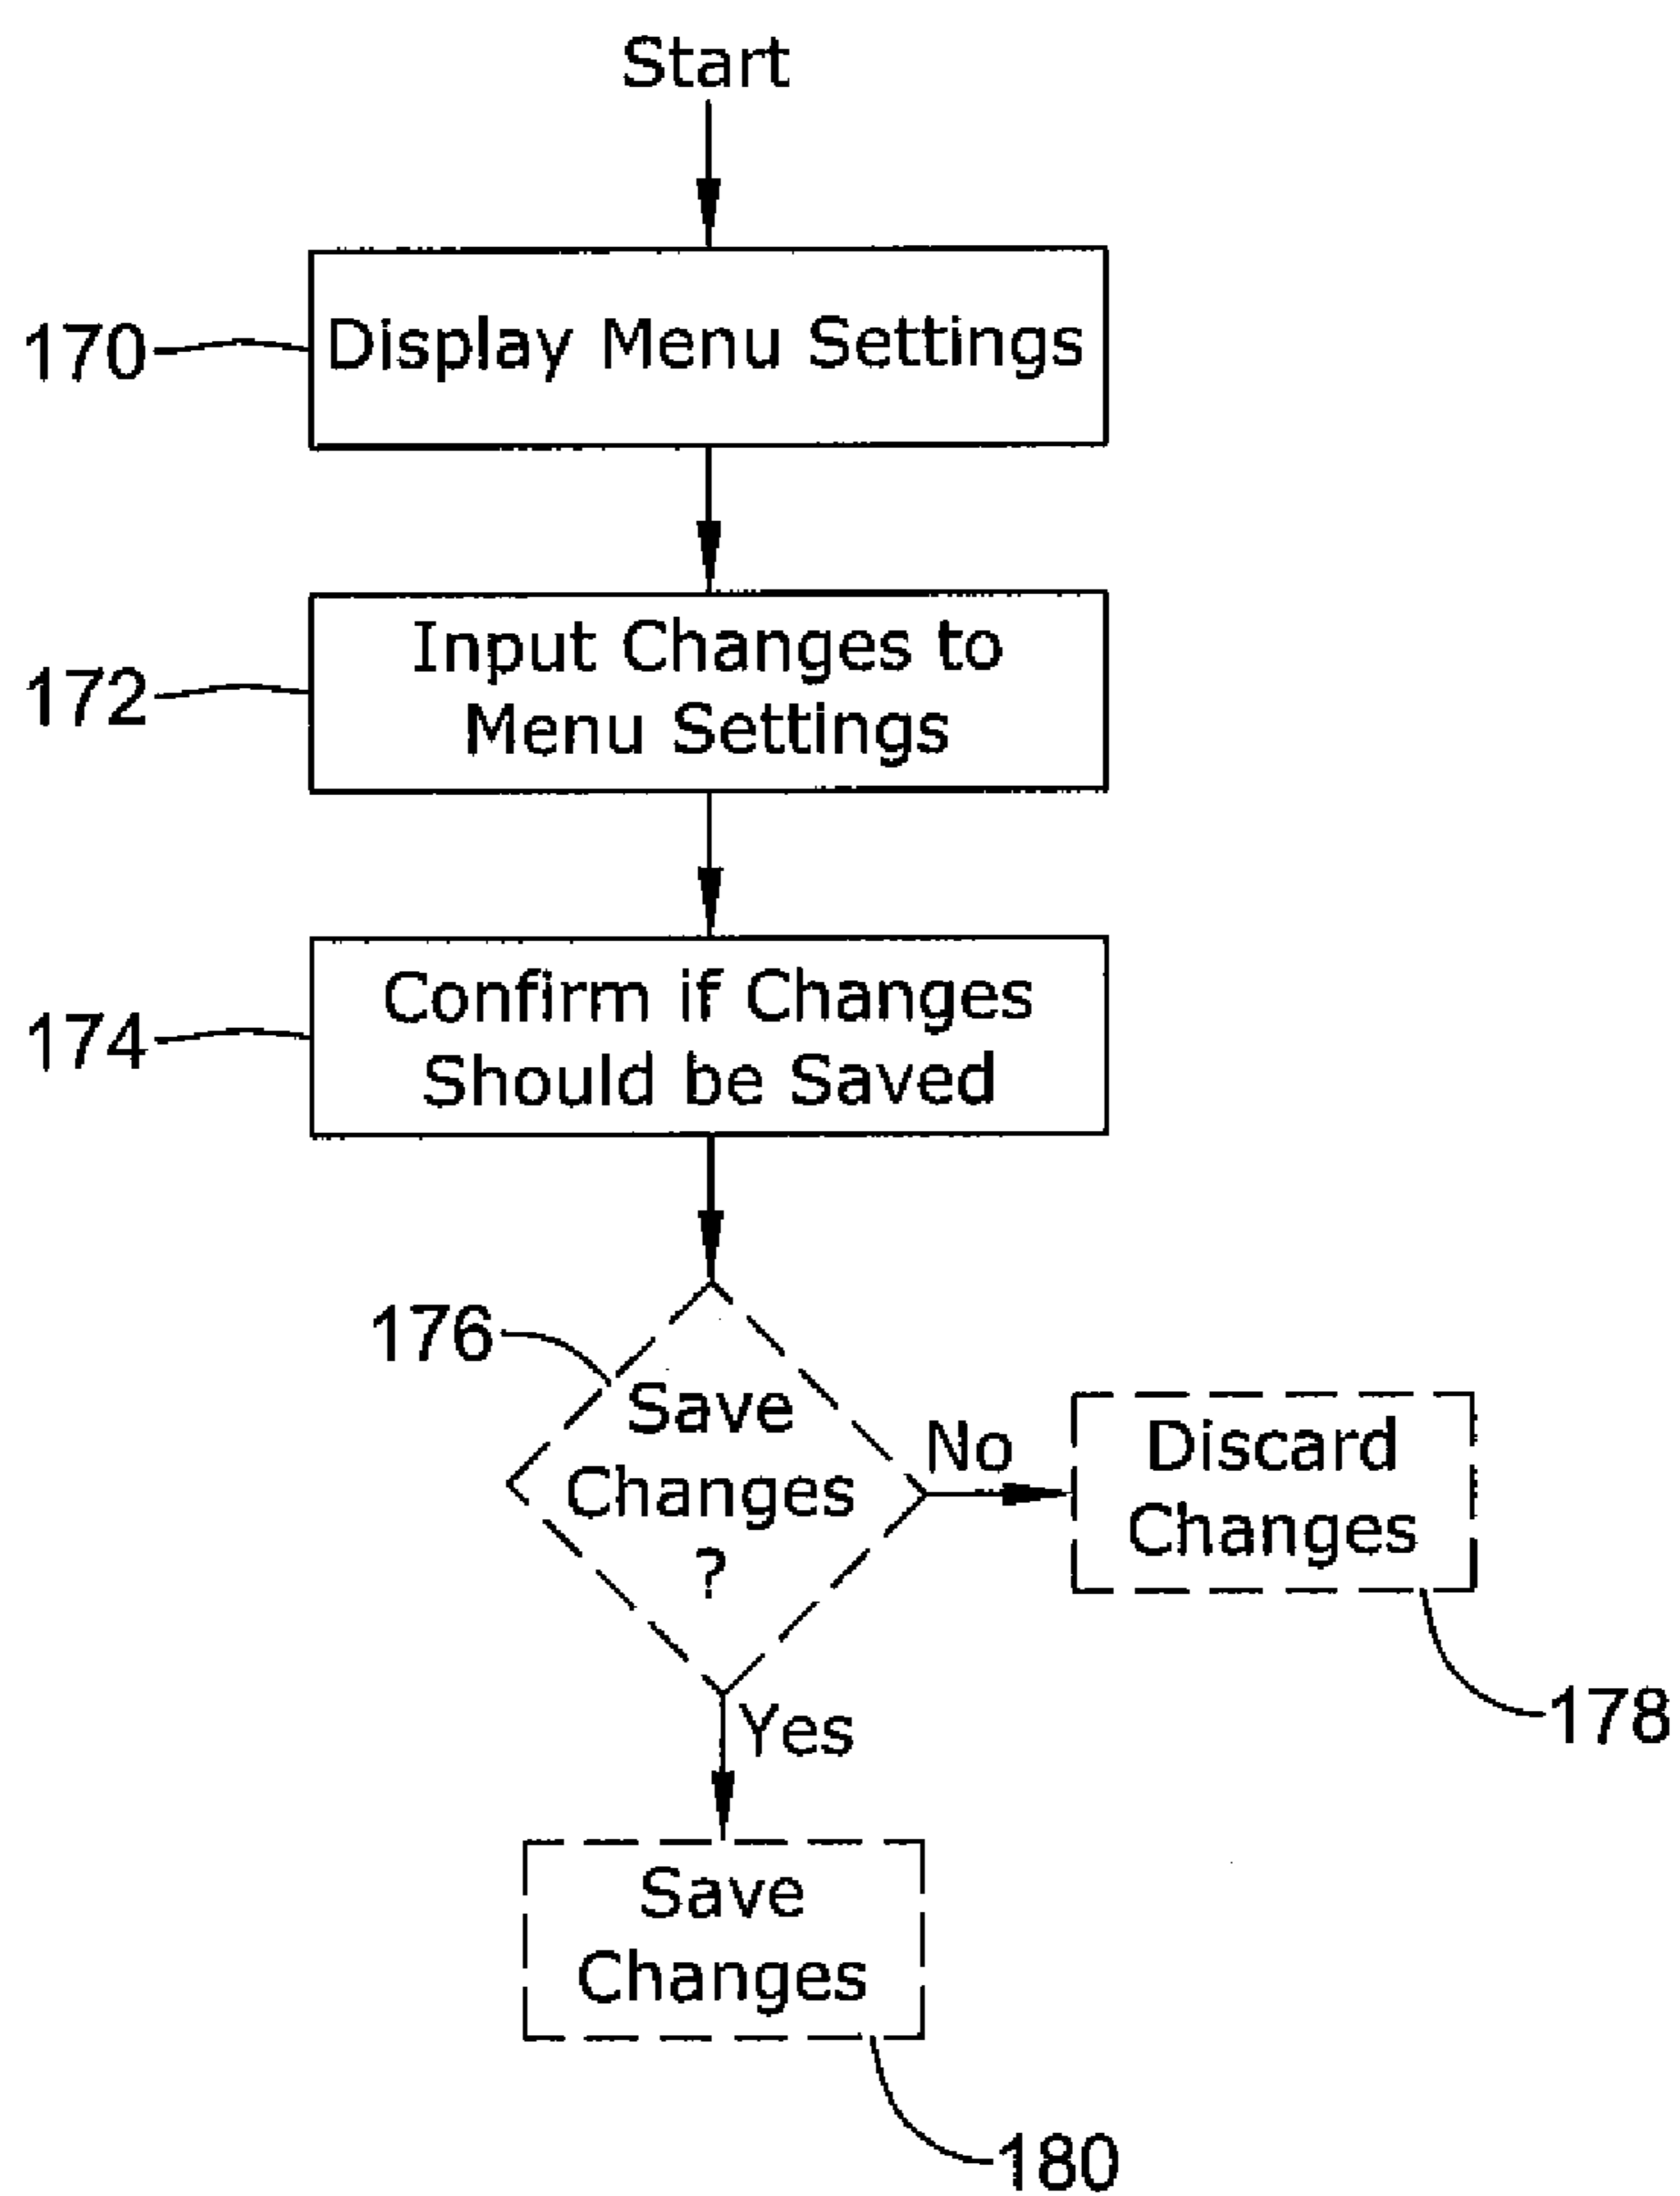 Start
170
Display Menu Settings
172
Input Changes to
Menu Settings
174
Confirm if Changes
Should be Saved
176
Save
Changes
?
No
Discard
Changes
178
Yes
Save
Changes
180